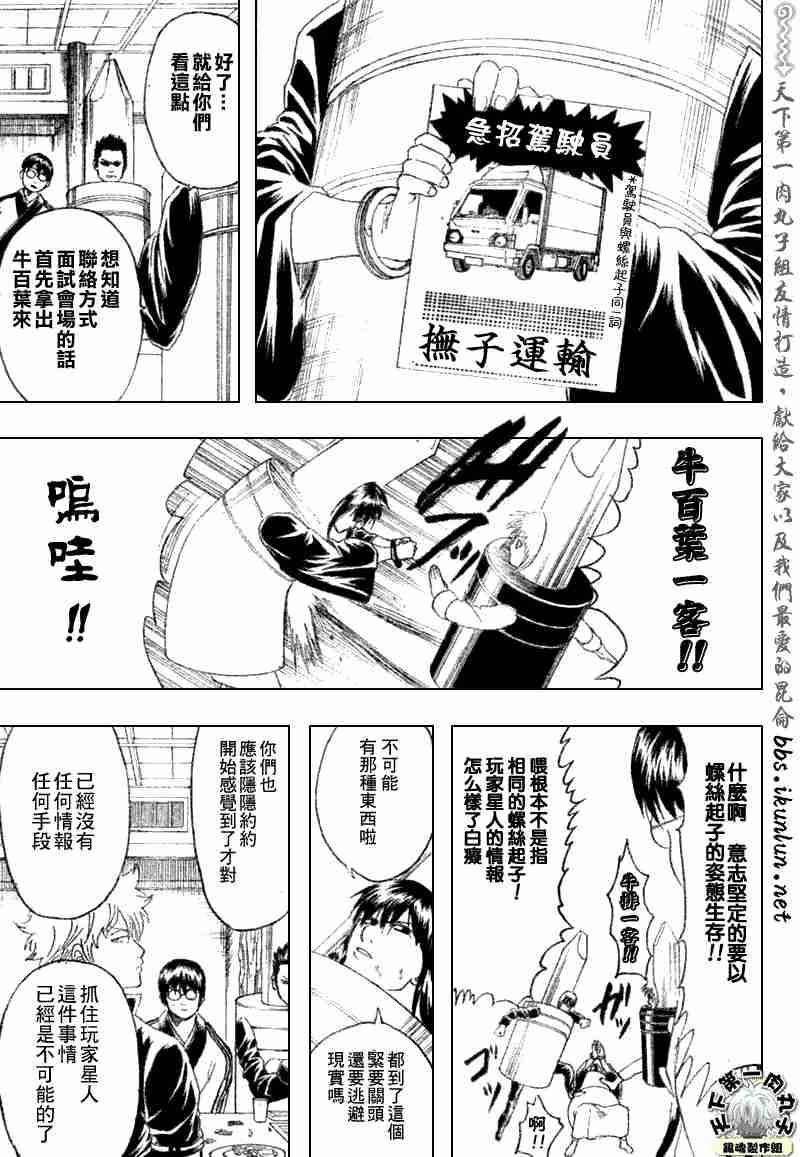 急招駕駛員
*駕駛員與螺絲起子同一詞
撫子運輸
好了…
就給你們
看這點
想知道
聯絡方式
面試會場的話
首先拿出
牛百葉來
牛百葉一客!!
嗚哇!!
什麼啊 意志堅定的要以
螺絲起子的姿態生存!!
喂根本不是指
相同的螺絲起子!
玩家星人的情報
怎么樣了白癡
牛排一客!!
ガガ
ガガ
啊!!
不可能
有那種東西啦
都到了這個
緊要關頭
還要逃避
現實嗎
你們也
應該隱隱約約
開始感覺到了才對
已經沒有
任何情報
任何手段
抓住玩家星人
這件事情
已經是不可能的了
天下第一肉丸子組友情打造，獻給大家以及我們最愛的昆侖 bbs.ikunlun.net
天下第一肉丸子
銀魂製作組